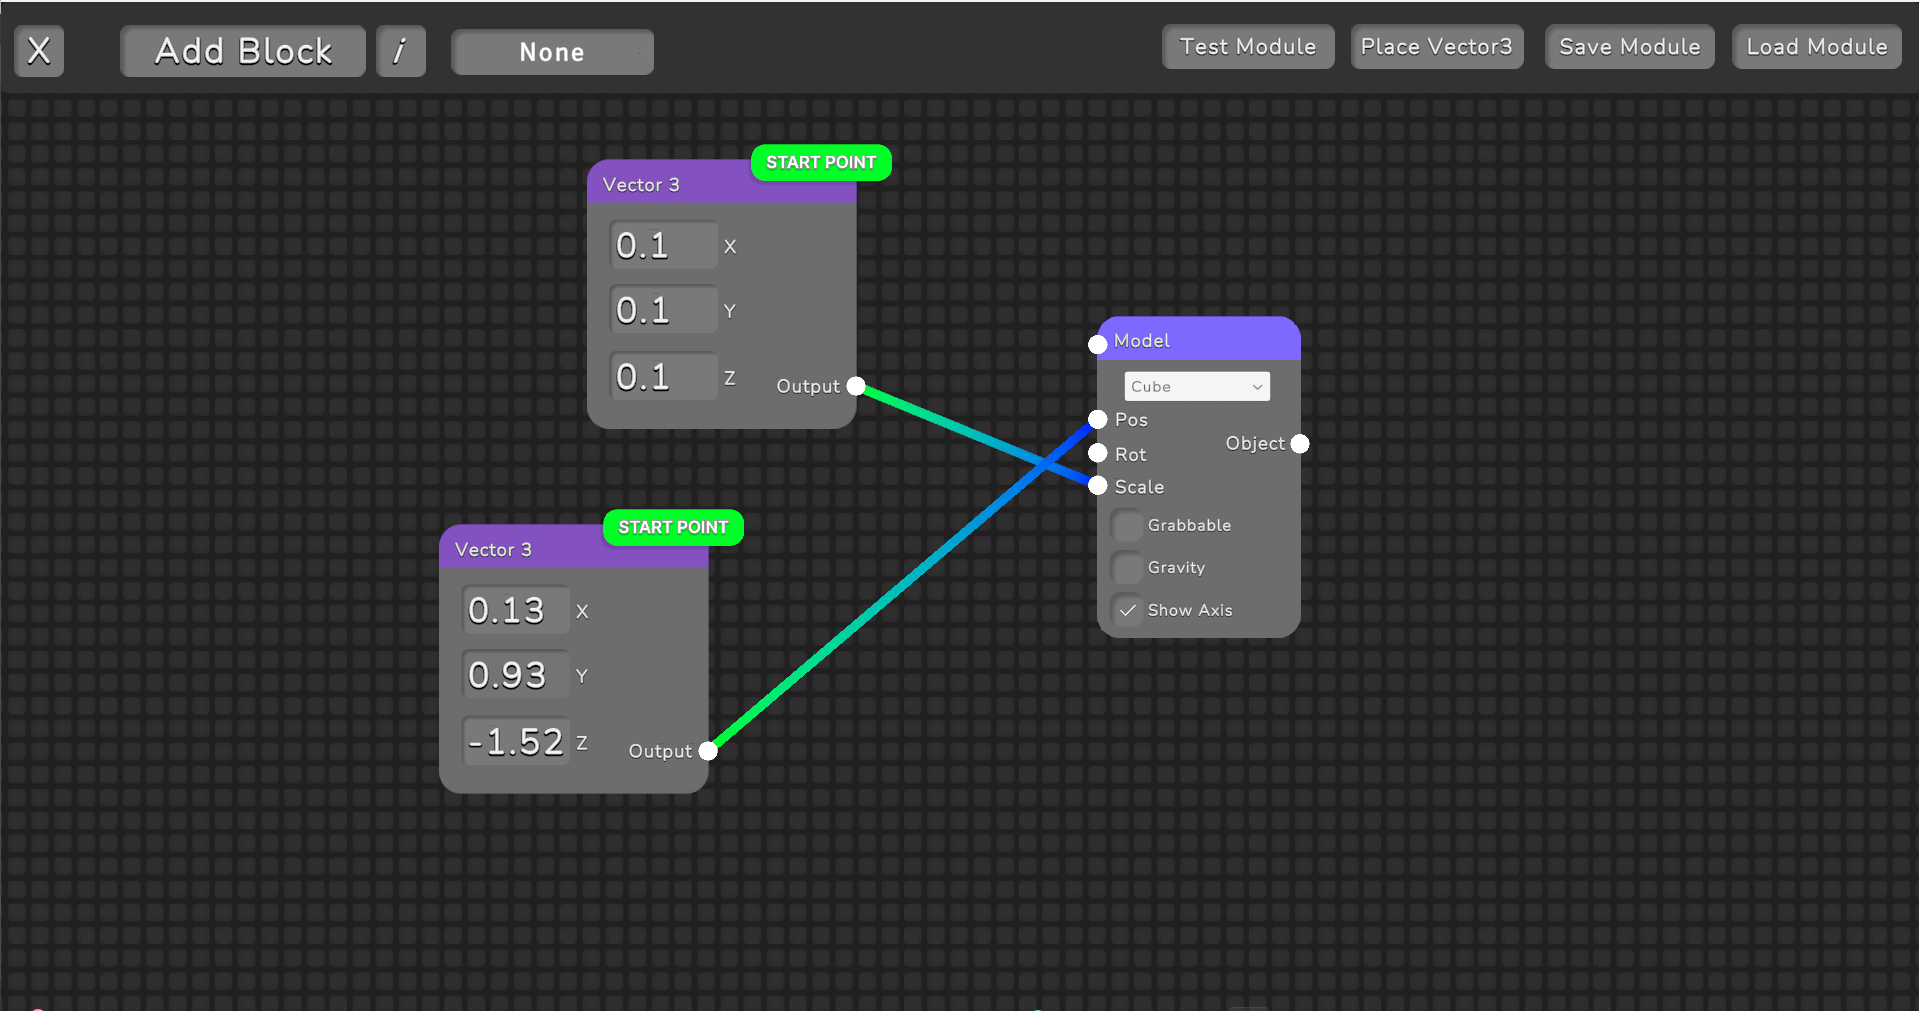 X
Add Block
i
None
Test Module
Place Vector3
Save Module
Load Module
START POINT
Vector 3
0.1 X
0.1 Y
0.1 Z
Output
Model
Cube
Pos
Rot
Object
Scale
Grabbable
Gravity
Show Axis
START POINT
Vector 3
0.13 X
0.93 Y
-1.52 Z
Output